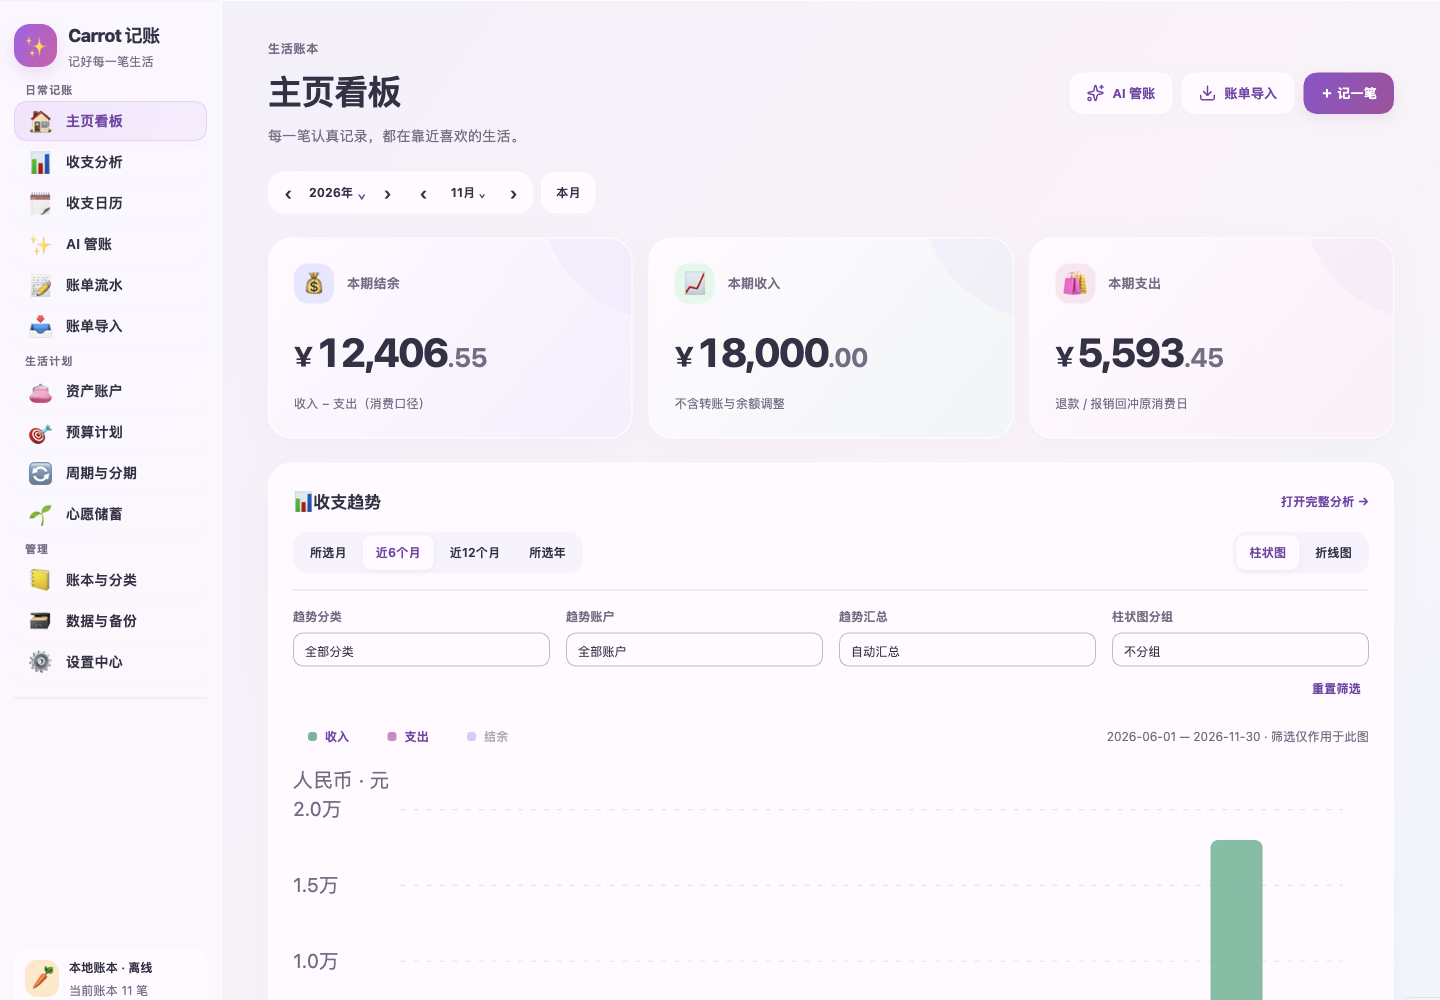 Carrot 记账
记好每一笔生活
日常记账
主页看板
收支分析
收支日历
AI 管账
账单流水
账单导入
生活计划
资产账户
预算计划
周期与分期
心愿储蓄
管理
账本与分类
数据与备份
设置中心
本地账本 · 离线
当前账本 11 笔
生活账本
主页看板
每一笔认真记录，都在靠近喜欢的生活。
AI 管账
账单导入
+ 记一笔
‹ 2026年 › ‹ 11月 › 本月
本期结余
¥12,406.55
收入 − 支出（消费口径）
本期收入
¥18,000.00
不含转账与余额调整
本期支出
¥5,593.45
退款 / 报销回冲原消费日
收支趋势
打开完整分析 →
所选月 近6个月 近12个月 所选年
柱状图 折线图
趋势分类 趋势账户 趋势汇总 柱状图分组
全部分类 全部账户 自动汇总 不分组
重置筛选
收入 支出 结余
2026-06-01 — 2026-11-30 · 筛选仅作用于此图
人民币 · 元
2.0万
1.5万
1.0万